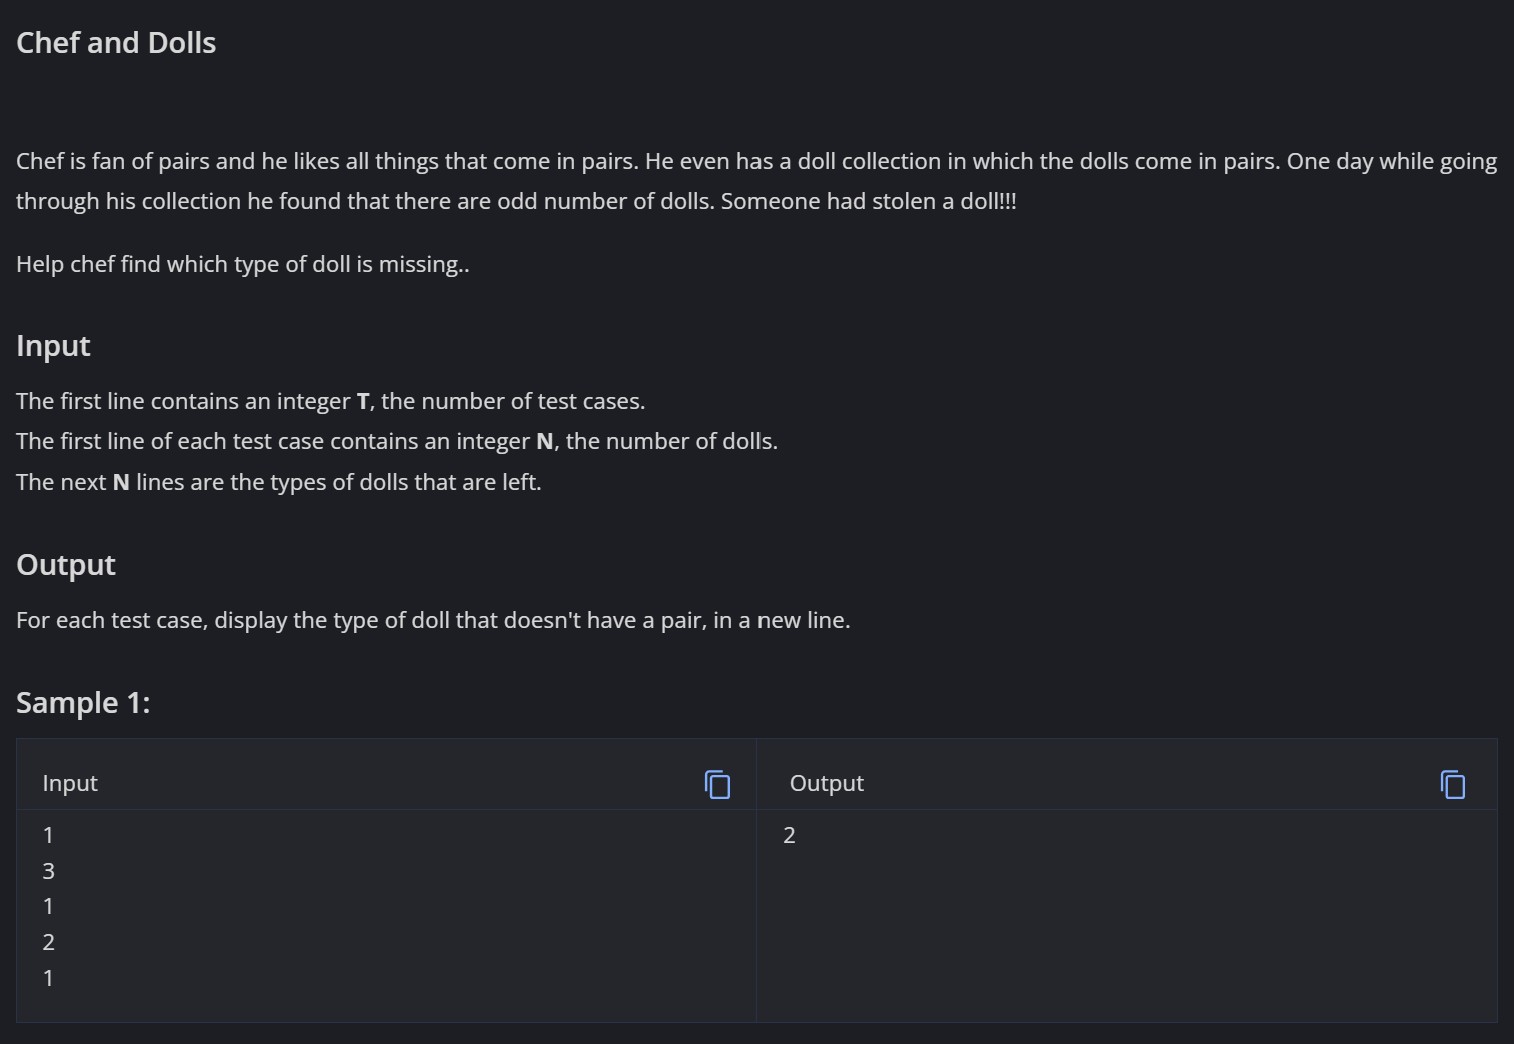 Chef and Dolls
Chef is fan of pairs and he likes all things that come in pairs. He even has a doll collection in which the dolls come in pairs. One day while going
through his collection he found that there are odd number of dolls. Someone had stolen a doll!!!
Help chef find which type of doll is missing..
Input
The first line contains an integer T, the number of test cases.
The first line of each test case contains an integer N, the number of dolls.
The next N lines are the types of dolls that are left.
Output
For each test case, display the type of doll that doesn't have a pair, in a new line.
Sample 1:
Input
Output
1
2
3
1
2
1